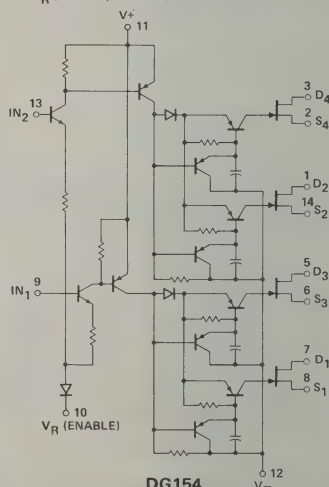 V+
11
3
D4
13
IN2
2
S4
1
D2
14
S2
5
D3
9
IN1
6
S3
7
D1
8
S1
10
VR (ENABLE)
12
DG154
V−